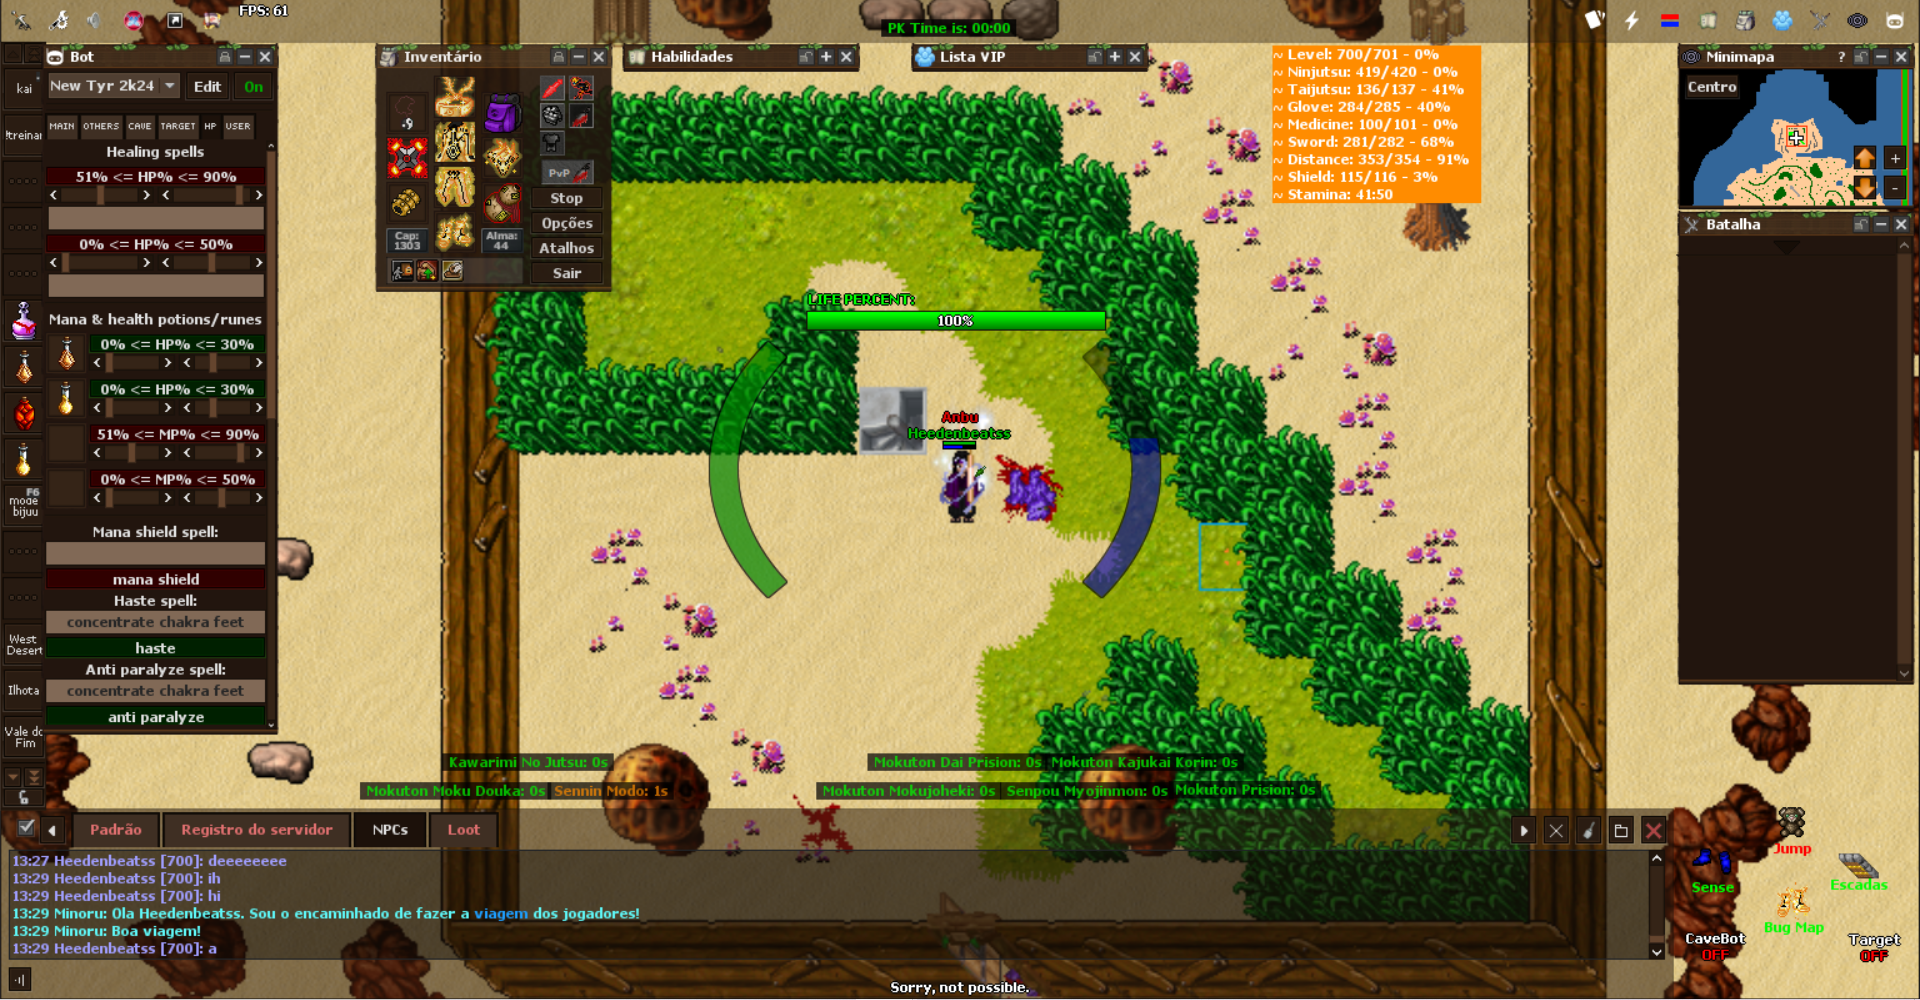 FPS: 61
PK Time is: 00:00
Bot
New Tyr 2k24
Edit
On
MAIN OTHERS CAVE TARGET HP USER
Healing spells
51% <= HP% <= 90%
0% <= HP% <= 50%
Mana & health potions/runes
0% <= HP% <= 30%
0% <= HP% <= 30%
51% <= MP% <= 90%
0% <= MP% <= 50%
Mana shield spell:
mana shield
Haste spell:
concentrate chakra feet
haste
Anti paralyze spell:
concentrate chakra feet
anti paralyze
kai
F6
bijuu
West
Desert
Ilhota
Vale do
Fim
Inventário
.9
PvP
Stop
Opções
Atalhos
Sair
Cap:
1303
Alma:
44
Habilidades
Lista VIP
~ Level: 700/701 - 0%
~ Ninjutsu: 419/420 - 0%
~ Taijutsu: 136/137 - 41%
~ Glove: 284/285 - 40%
~ Medicine: 100/101 - 0%
~ Sword: 281/282 - 68%
~ Distance: 353/354 - 91%
~ Shield: 115/116 - 3%
~ Stamina: 41:50
Minimapa
?
Centro
Batalha
LIFE PERCENT:
100%
Anbu
Heedenbeatss
Kawarimi No Jutsu: 0s
Mokuton Dai Prision: 0s
Mokuton Kajukai Korin: 0s
Mokuton Moku Douka: 0s
Sennin Modo: 1s
Mokuton Mokujoheki: 0s
Senpou Myojinmon: 0s
Mokuton Prision: 0s
Padrão
Registro do servidor
NPCs
Loot
13:27 Heedenbeatss [700]: deeeeeeee
13:29 Heedenbeatss [700]: ih
13:29 Heedenbeatss [700]: hi
13:29 Minoru: Ola Heedenbeatss. Sou o encaminhado de fazer a viagem dos jogadores!
13:29 Minoru: Boa viagem!
13:29 Heedenbeatss [700]: a
Jump
Sense
Escadas
Bug Map
CaveBot
OFF
Target
OFF
Sorry, not possible.